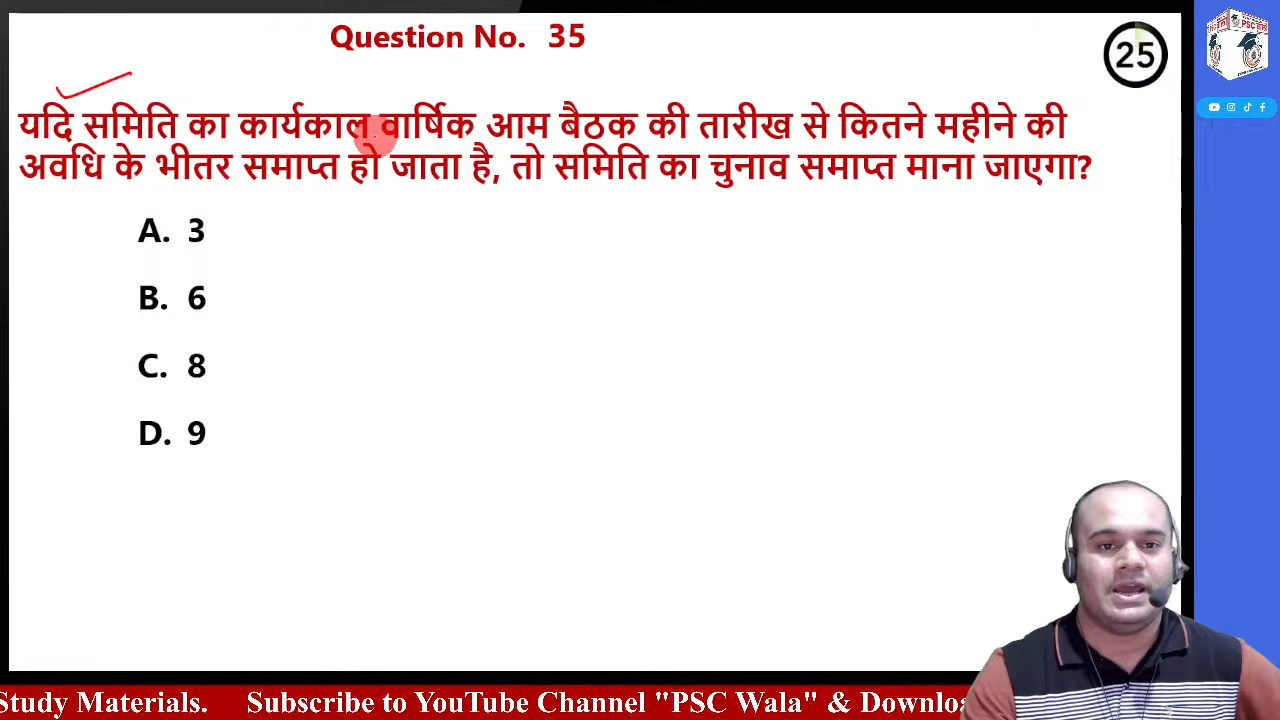 Question No. 35
25
यदि समिति का कार्यकाल वार्षिक आम बैठक की तारीख से कितने महीने की
अवधि के भीतर समाप्त हो जाता है, तो समिति का चुनाव समाप्त माना जाएगा?
A. 3
B. 6
C. 8
D. 9
Study Materials. Subscribe to YouTube Channel "PSC Wala" & Downloa